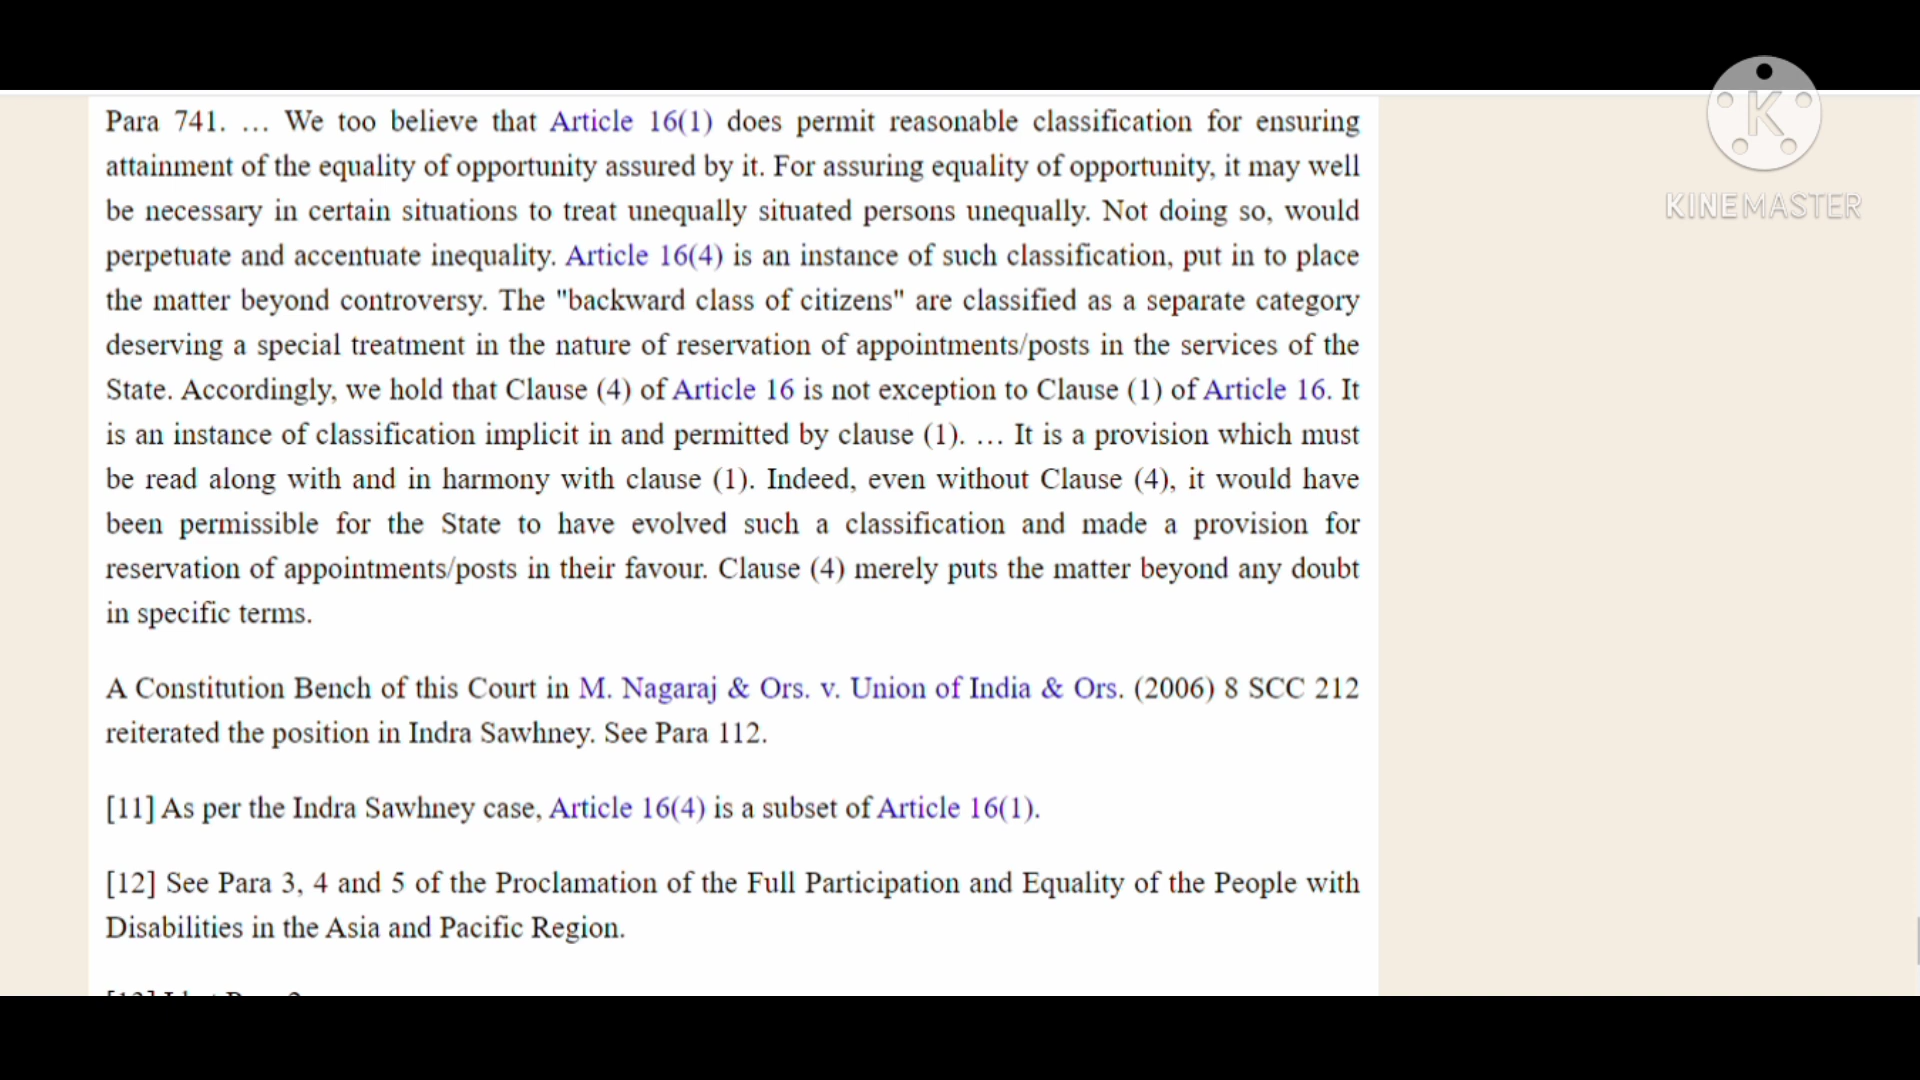 Para 741. … We too believe that Article 16(1) does permit reasonable classification for ensuring
attainment of the equality of opportunity assured by it. For assuring equality of opportunity, it may well
be necessary in certain situations to treat unequally situated persons unequally. Not doing so, would
perpetuate and accentuate inequality. Article 16(4) is an instance of such classification, put in to place
the matter beyond controversy. The "backward class of citizens" are classified as a separate category
deserving a special treatment in the nature of reservation of appointments/posts in the services of the
State. Accordingly, we hold that Clause (4) of Article 16 is not exception to Clause (1) of Article 16. It
is an instance of classification implicit in and permitted by clause (1). … It is a provision which must
be read along with and in harmony with clause (1). Indeed, even without Clause (4), it would have
been permissible for the State to have evolved such a classification and made a provision for
reservation of appointments/posts in their favour. Clause (4) merely puts the matter beyond any doubt
in specific terms.
A Constitution Bench of this Court in M. Nagaraj & Ors. v. Union of India & Ors. (2006) 8 SCC 212
reiterated the position in Indra Sawhney. See Para 112.
[11] As per the Indra Sawhney case, Article 16(4) is a subset of Article 16(1).
[12] See Para 3, 4 and 5 of the Proclamation of the Full Participation and Equality of the People with
Disabilities in the Asia and Pacific Region.
K
KINEMASTER